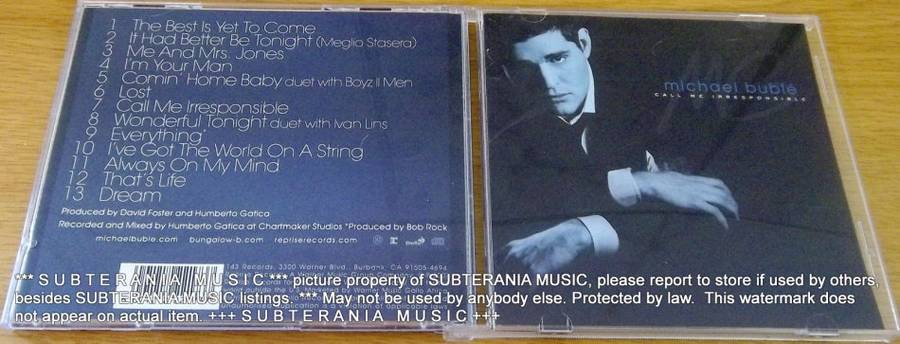 1 The Best Is Yet To Come
2 It Had Better Be Tonight (Meglio Stasera)
3 Me And Mrs. Jones
4 I'm Your Man
5 Comin' Home Baby duet with Boyz II Men
6 Lost
7 Call Me Irresponsible
8 Wonderful Tonight duet with Ivan Lins
9 Everything*
10 I've Got The World On A String
11 Always On My Mind
12 That's Life
13 Dream
Produced by David Foster and Humberto Gatica
Recorded and Mixed by Humberto Gatica at Chartmaker Studios *Produced by Bob Rock
michaelbuble.com bungalow-b.com repriserecords.com
143 Records, 3300 Warner Blvd., Burbank, CA 91505-4694
michael bublé
CALL ME IRRESPONSIBLE
*** S U B T E R A N I A M U S I C *** picture property of SUBTERANIA MUSIC, please report to store if used by others,
besides SUBTERANIA MUSIC listings. *** May not be used by anybody else. Protected by law. This watermark does
not appear on actual item. +++ S U B T E R A N I A M U S I C +++